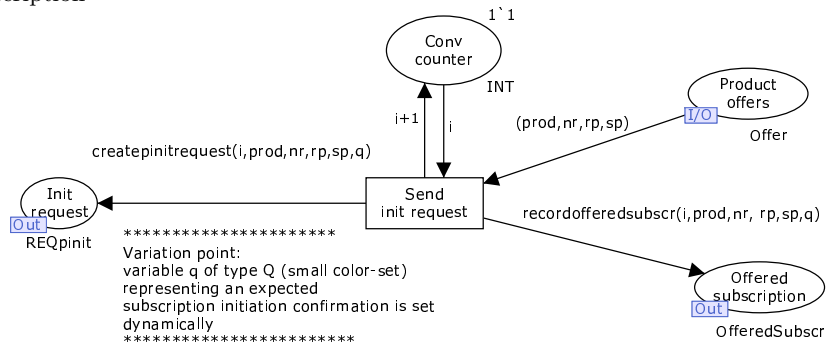 1`1
Conv
counter
INT
Product
offers
I/O
Offer
i+1
i
(prod,nr,rp,sp)
createpinitrequest(i,prod,nr,rp,sp,q)
Init
request
Out
REQpinit
Send
init request
recordofferedsubscr(i,prod,nr, rp,sp,q)
**********************
Variation point:
variable q of type Q (small color-set)
representing an expected
subscription initiation confirmation is set
dynamically
************************
Offered
subscription
Out
OfferedSubscr